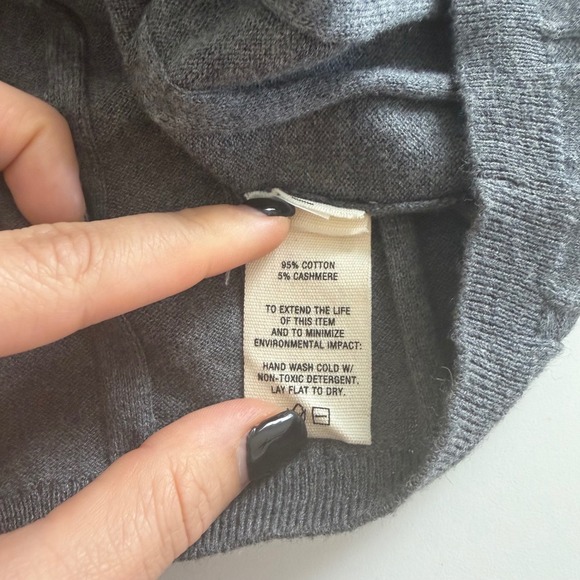 95% COTTON
5% CASHMERE
TO EXTEND THE LIFE
OF THIS ITEM
AND TO MINIMIZE
ENVIRONMENTAL IMPACT:
HAND WASH COLD W/
NON-TOXIC DETERGENT.
LAY FLAT TO DRY.